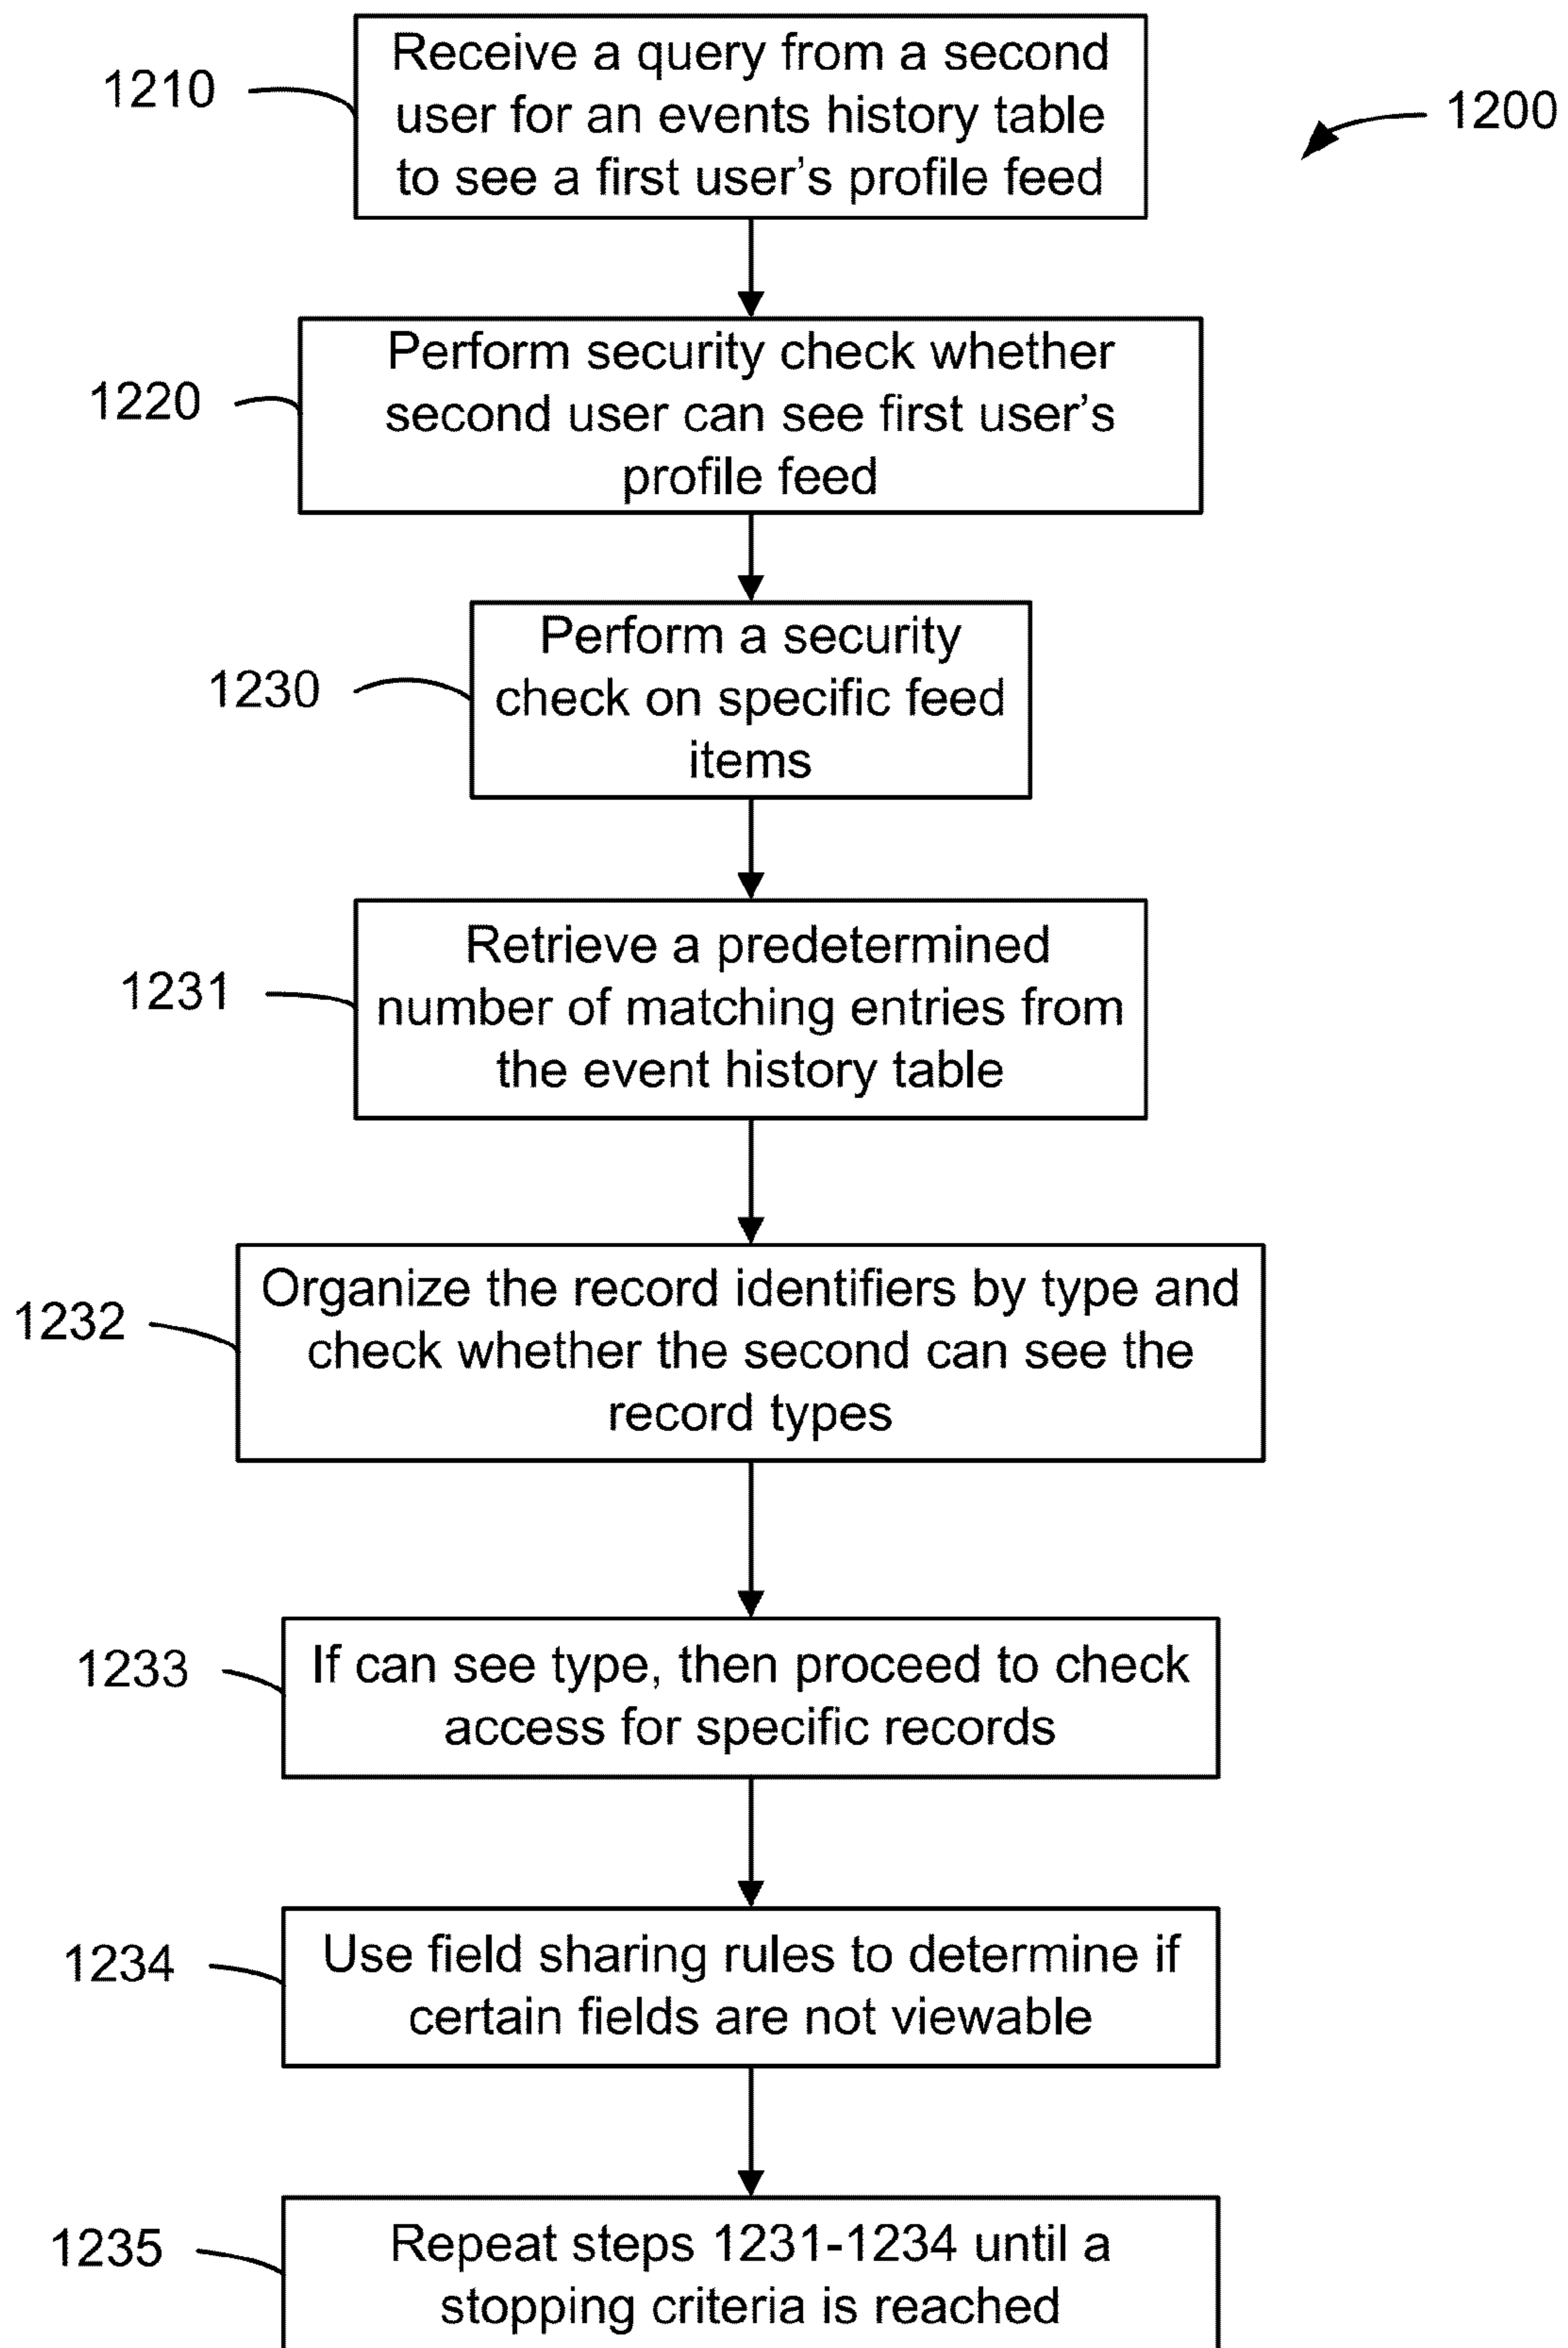 1200
1210
Receive a query from a second
user for an events history table
to see a first user's profile feed
1220
Perform security check whether
second user can see first user's
profile feed
1230
Perform a security
check on specific feed
items
1231
Retrieve a predetermined
number of matching entries from
the event history table
1232
Organize the record identifiers by type and
check whether the second can see the
record types
1233
If can see type, then proceed to check
access for specific records
1234
Use field sharing rules to determine if
certain fields are not viewable
1235
Repeat steps 1231-1234 until a
stopping criteria is reached